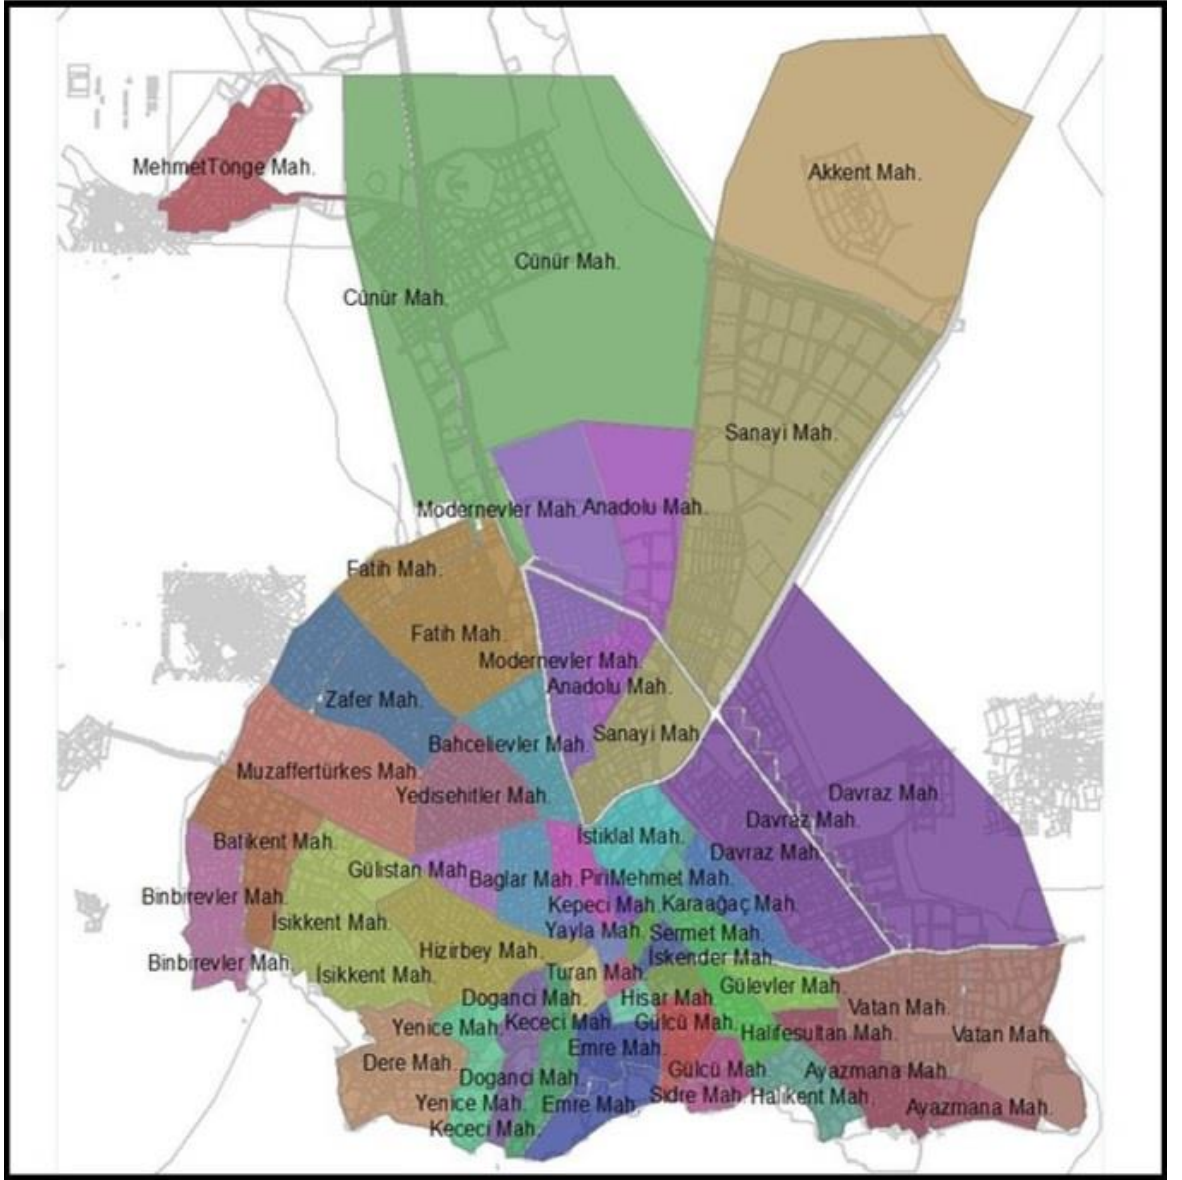 MehmetTönge Mah.
Akkent Mah.
Cünür Mah.
Cünür Mah.
Sanayi Mah.
Modernevler Mah.
Anadolu Mah.
Fatih Mah.
Fatih Mah.
Modernevler Mah.
Anadolu Mah.
Zafer Mah.
Sanayi Mah.
Bahcelievler Mah.
Muzaffertürkes Mah.
Yedisehitler Mah.
Davraz Mah.
Davraz Mah.
İstiklal Mah.
Batikent Mah.
Davraz Mah.
Gülistan Mah.
Baglar Mah.
PiriMehmet Mah.
Binbirevler Mah.
Kepeci Mah.
Karaağaç Mah.
İsikkent Mah.
Yayla Mah.
Sermet Mah.
Hizirbey Mah.
İskender Mah.
Binbirevler Mah.
İsikkent Mah.
Turan Mah.
Gülevler Mah.
Doganci Mah.
Hisar Mah.
Vatan Mah.
Yenice Mah.
Kececi Mah.
Gülcü Mah.
Halifesultan Mah.
Vatan Mah.
Emre Mah.
Dere Mah.
Gülcü Mah.
Ayazmana Mah.
Doganci Mah.
Yenice Mah.
Emre Mah.
Sidre Mah.
Halikent Mah.
Ayazmana Mah.
Kececi Mah.